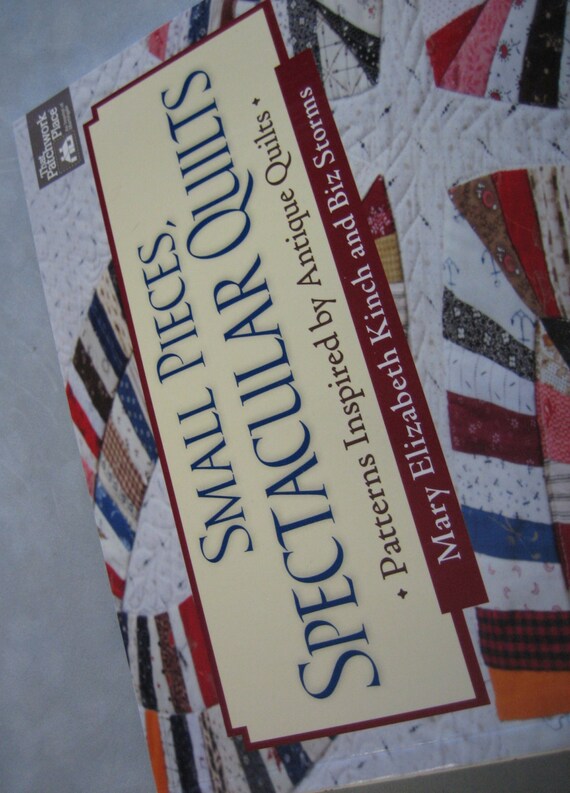 That
Patchwork
Place
SMALL PIECES,
SPECTACULAR QUILTS
Patterns Inspired by Antique Quilts
Mary Elizabeth Kinch and Biz Storms